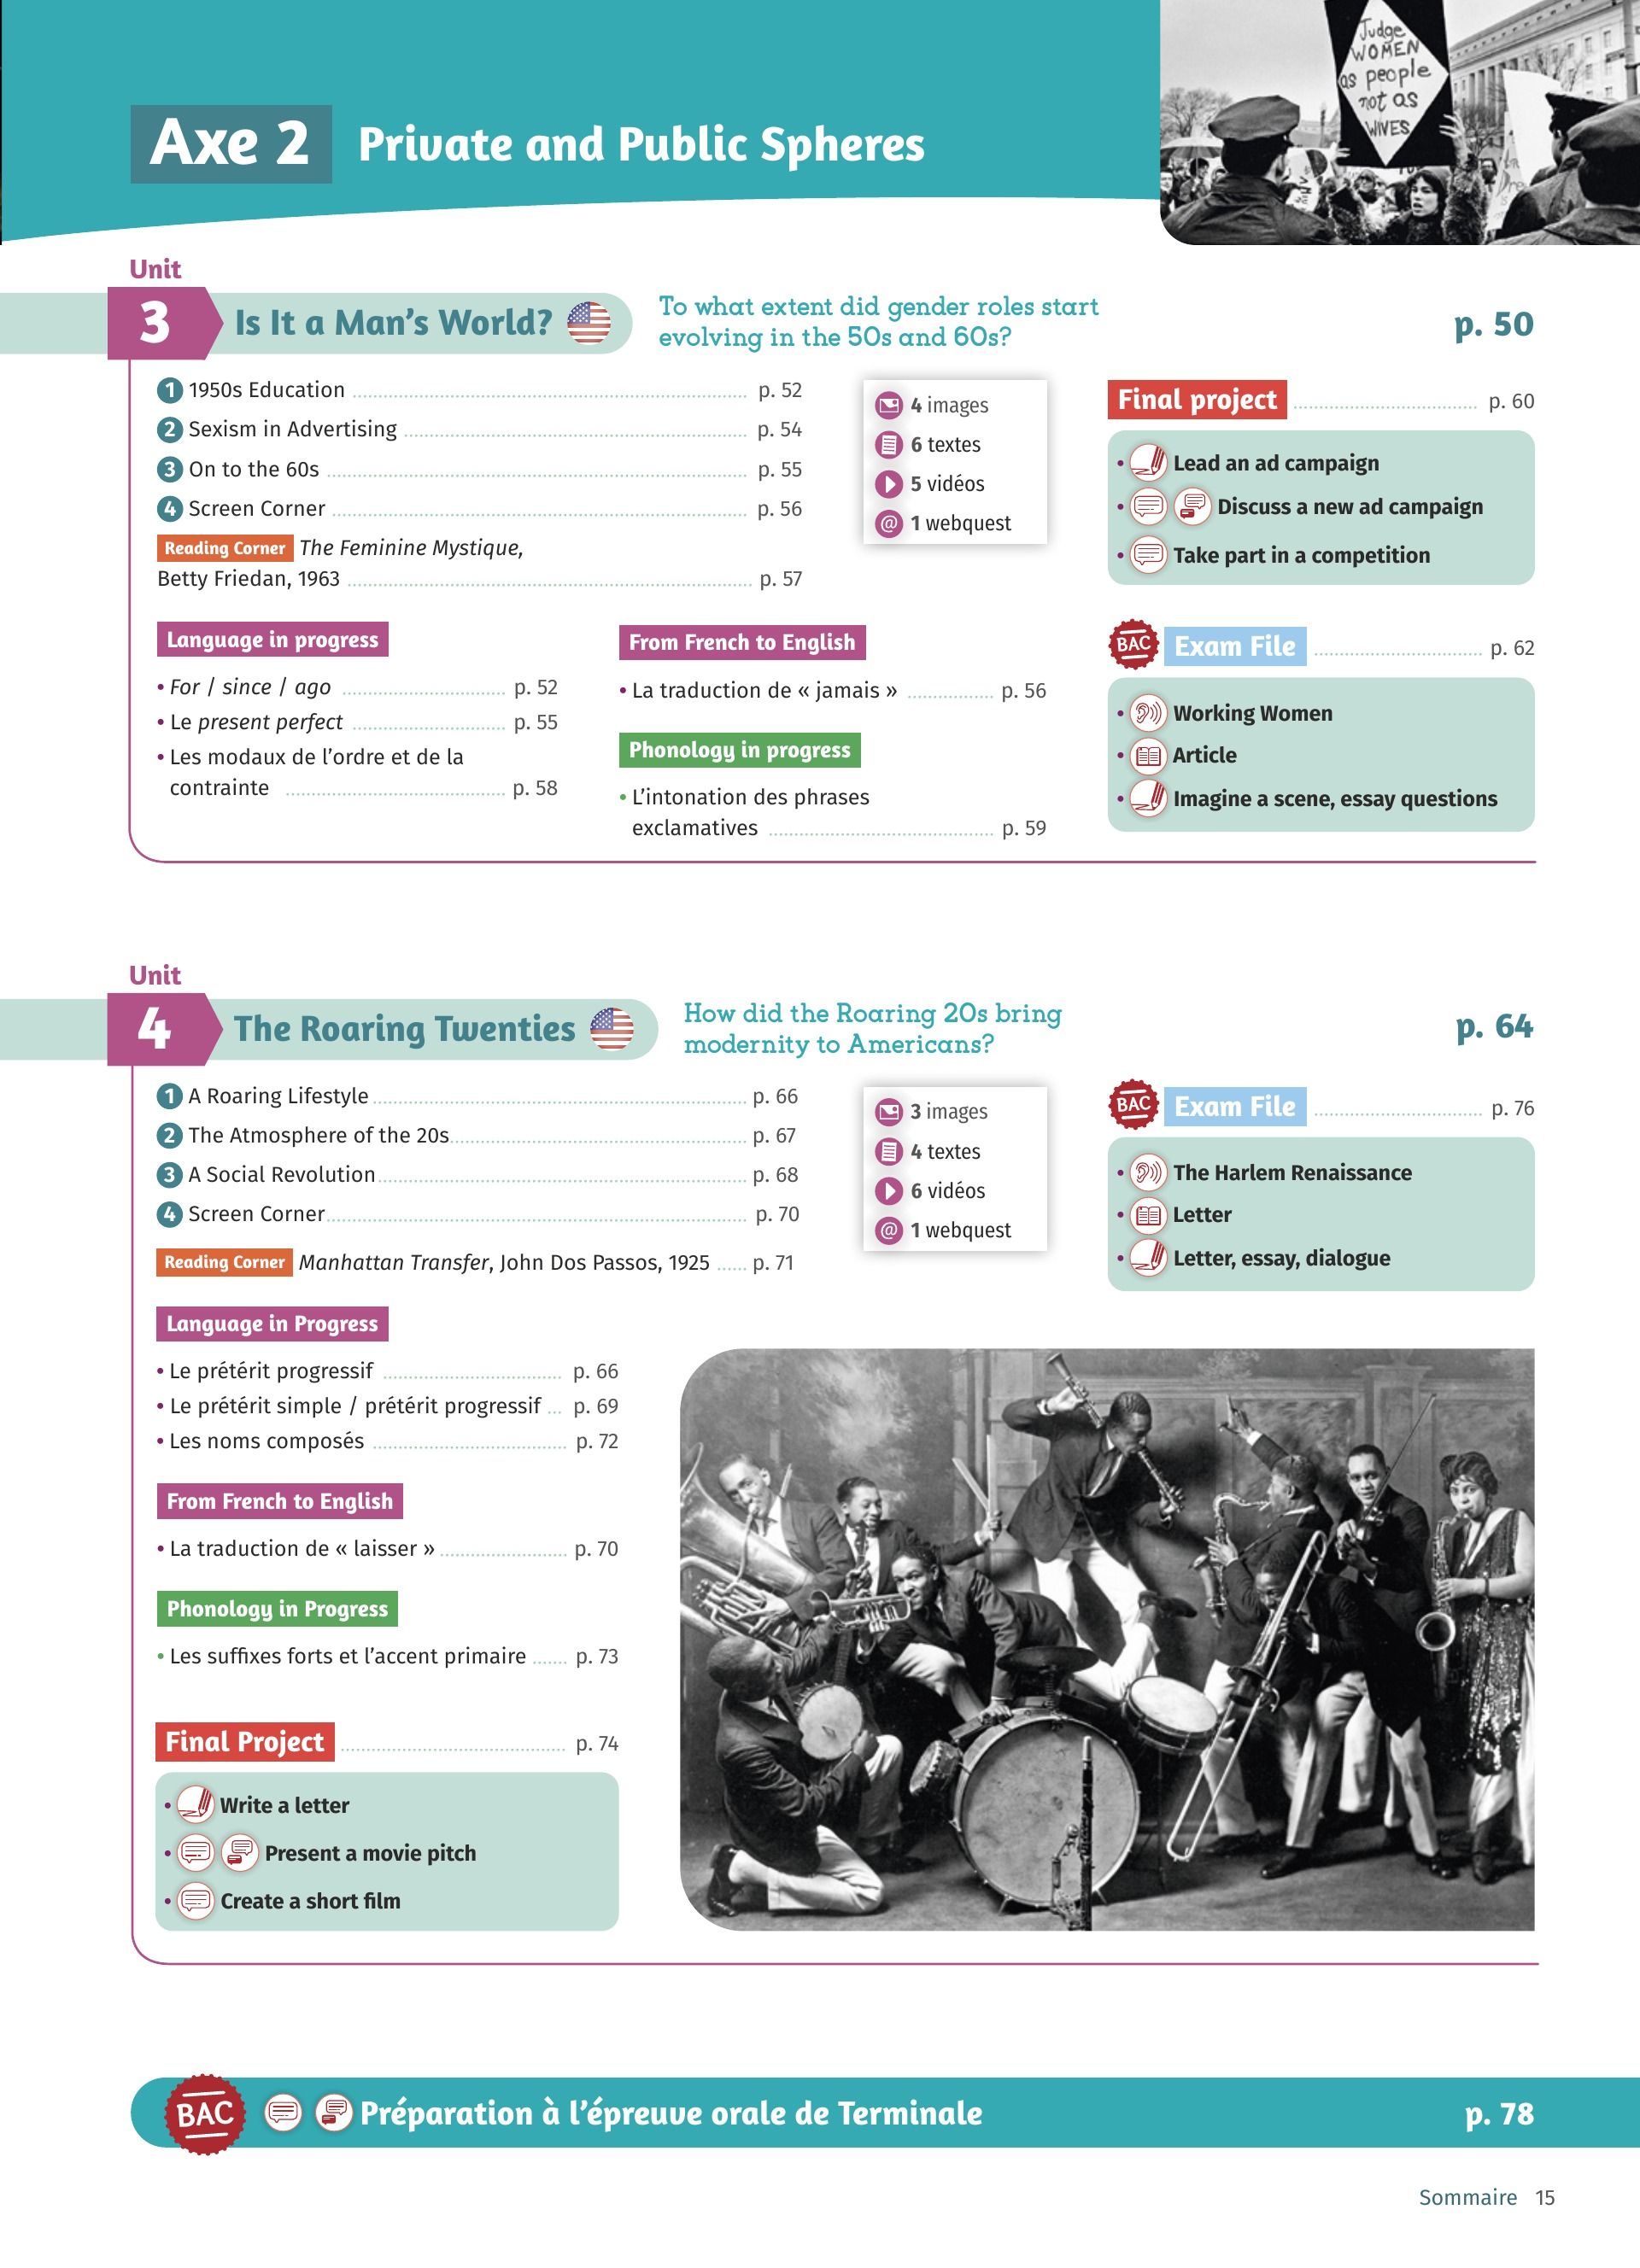 Judge
WOMEN
as people
not as
WIVES
Axe 2 Private and Public Spheres
Unit
3 Is It a Man's World?
To what extent did gender roles start
evolving in the 50s and 60s?
p. 50
1 1950s Education p. 52
2 Sexism in Advertising p. 54
3 On to the 60s p. 55
4 Screen Corner p. 56
Reading Corner The Feminine Mystique,
Betty Friedan, 1963 p. 57
4 images
6 textes
5 vidéos
@ 1 webquest
Final project p. 60
• Lead an ad campaign
• Discuss a new ad campaign
• Take part in a competition
Language in progress
• For / since / ago p. 52
• Le present perfect p. 55
• Les modaux de l'ordre et de la
contrainte p. 58
From French to English
• La traduction de « jamais » p. 56
Phonology in progress
• L'intonation des phrases
exclamatives p. 59
BAC Exam File p. 62
• Working Women
• Article
• Imagine a scene, essay questions
Unit
4 The Roaring Twenties
How did the Roaring 20s bring
modernity to Americans?
p. 64
1 A Roaring Lifestyle p. 66
2 The Atmosphere of the 20s p. 67
3 A Social Revolution p. 68
4 Screen Corner p. 70
Reading Corner Manhattan Transfer, John Dos Passos, 1925 p. 71
3 images
4 textes
6 vidéos
@ 1 webquest
BAC Exam File p. 76
• The Harlem Renaissance
• Letter
• Letter, essay, dialogue
Language in Progress
• Le prétérit progressif p. 66
• Le prétérit simple / prétérit progressif p. 69
• Les noms composés p. 72
From French to English
• La traduction de « laisser » p. 70
Phonology in Progress
• Les suffixes forts et l'accent primaire p. 73
Final Project p. 74
• Write a letter
• Present a movie pitch
• Create a short film
BAC Préparation à l'épreuve orale de Terminale p. 78
Sommaire 15